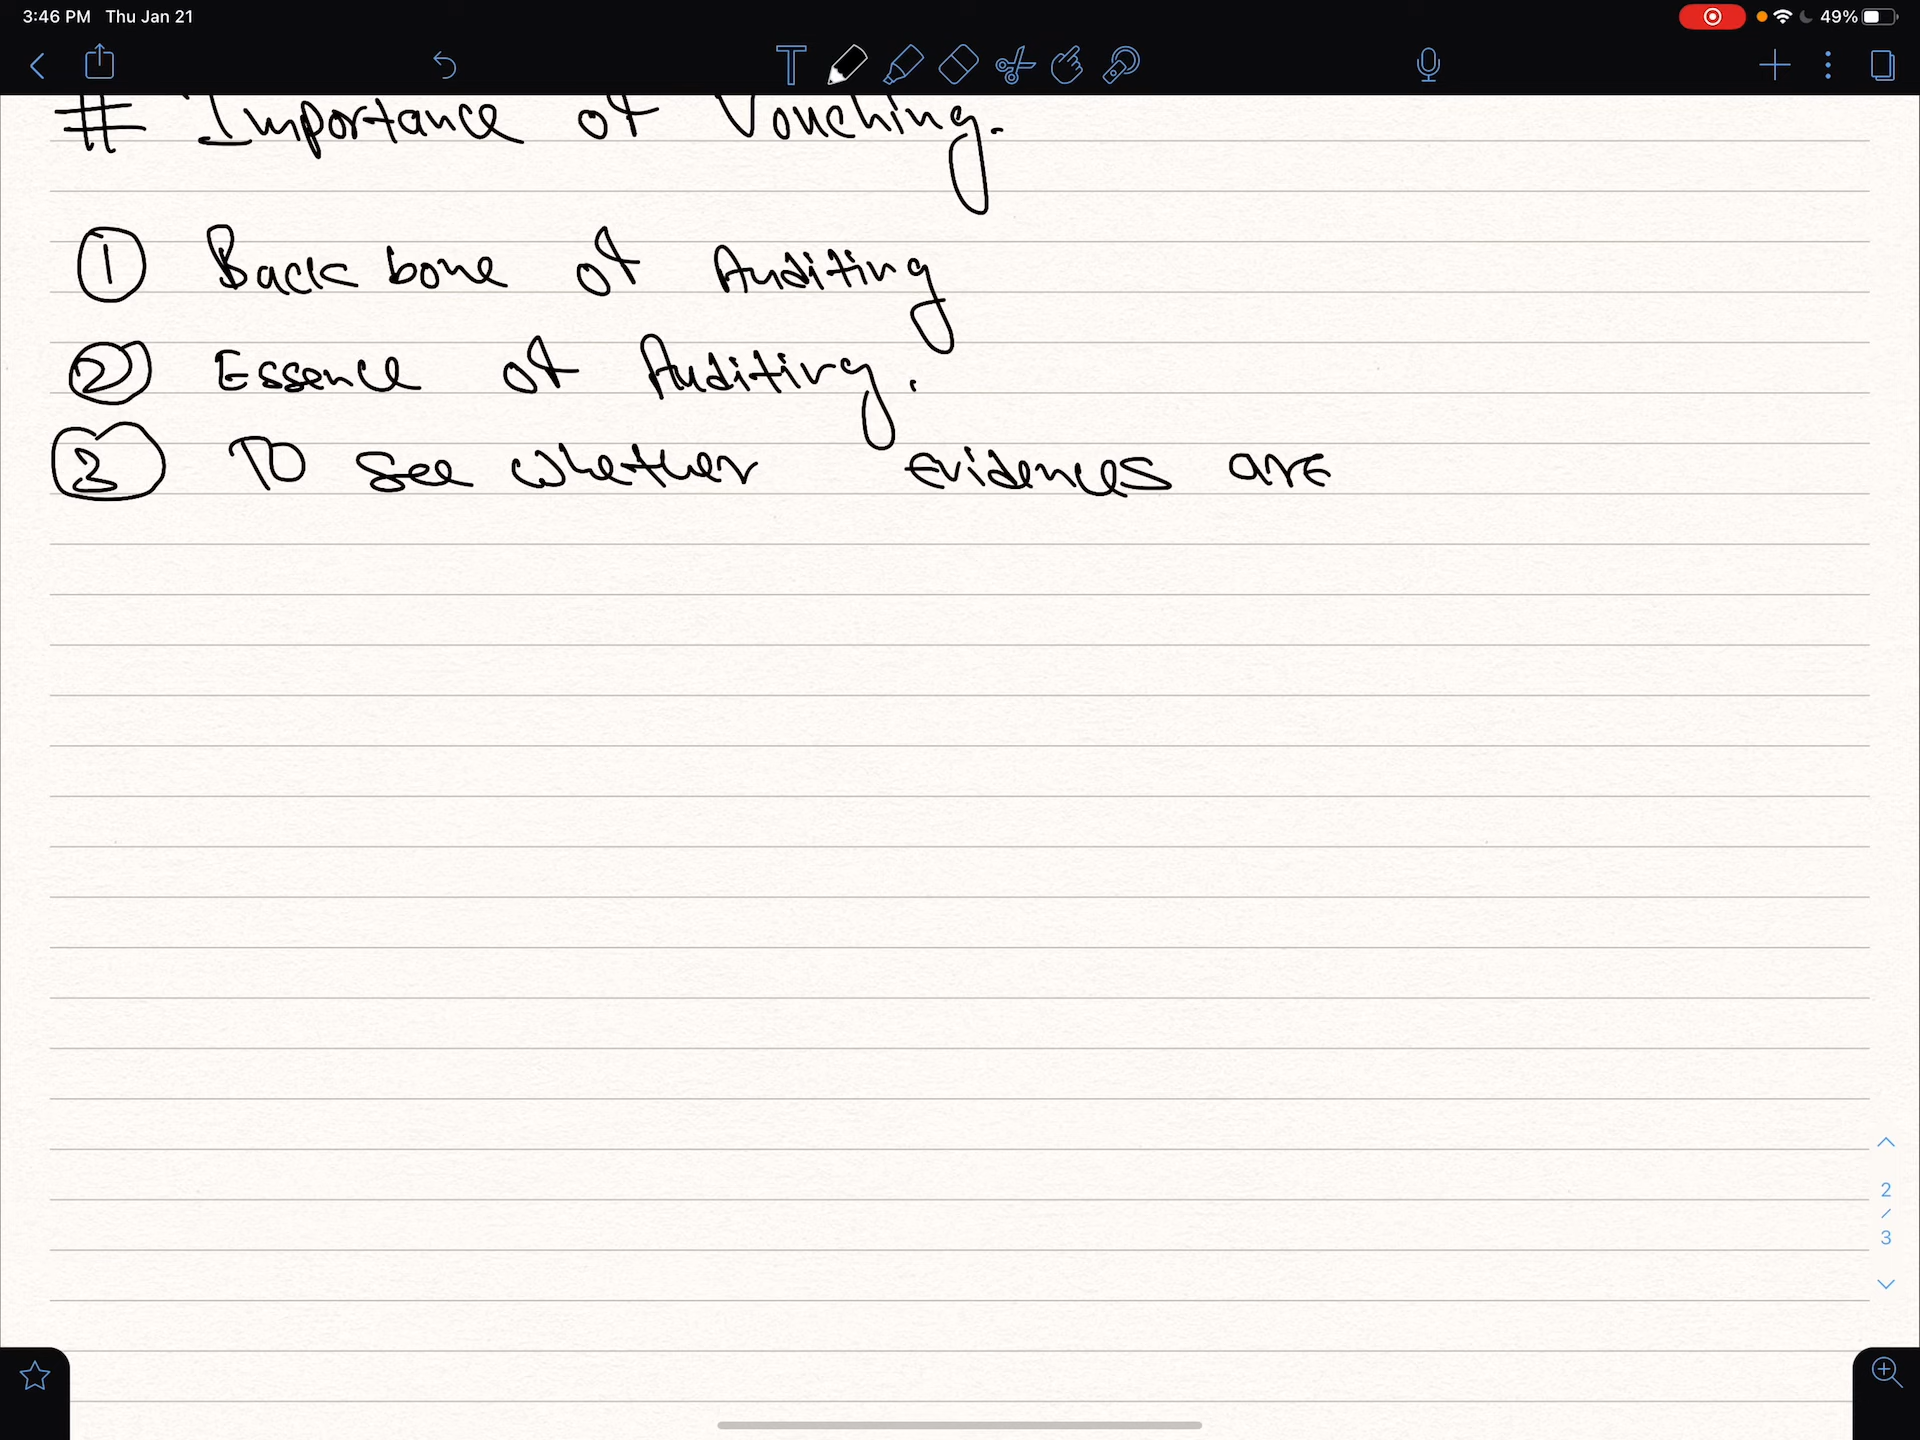 3:46 PM Thu Jan 21
49%
# Importance of Vouching.
1 Back bone of Auditing
2 Essence of Auditing.
3 To see whether evidences are
2
/
3